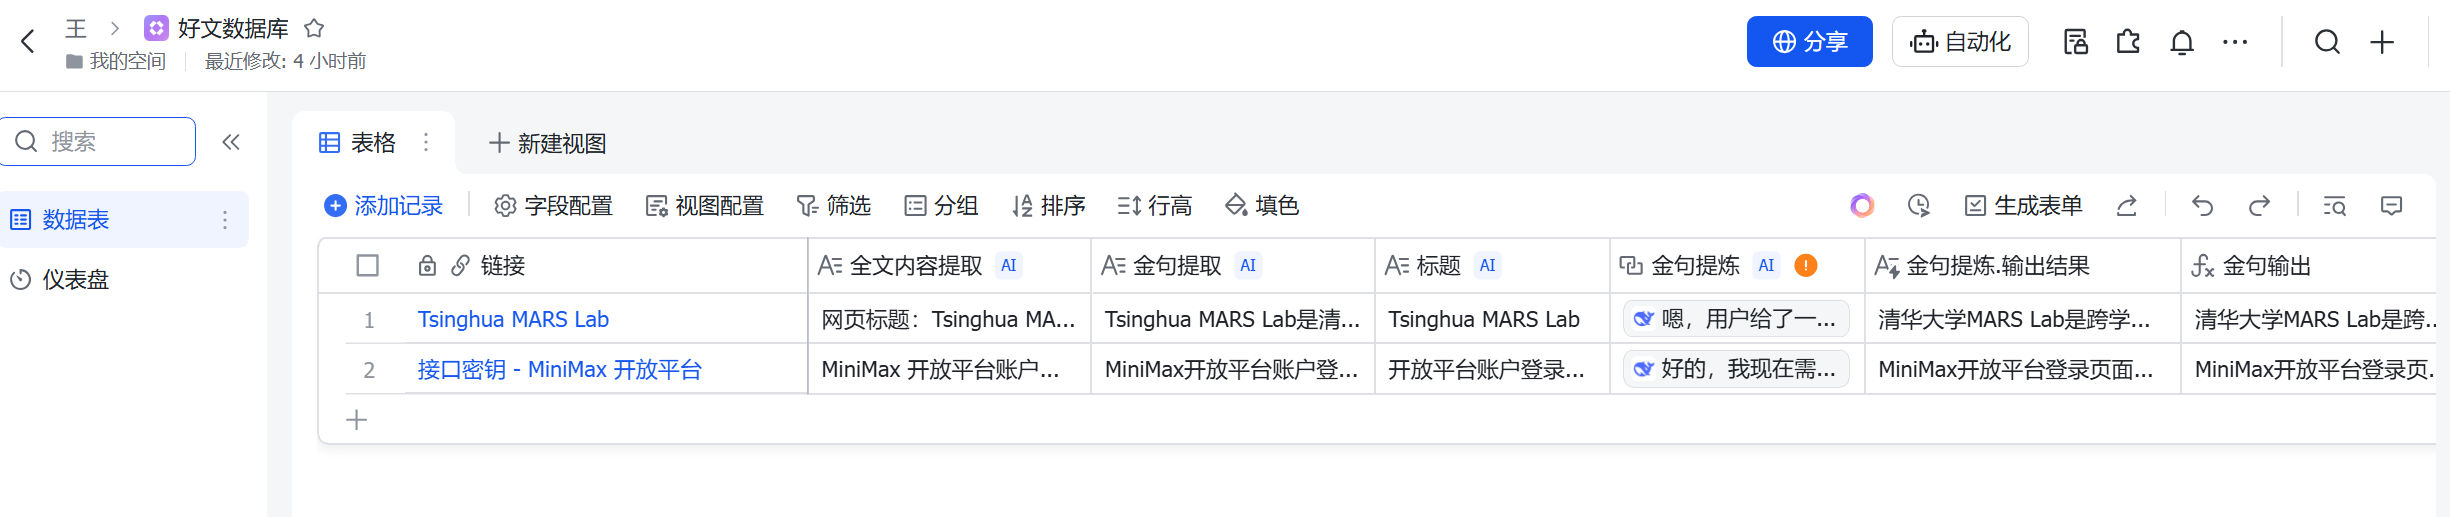 王 > 好文数据库
我的空间 最近修改: 4 小时前
分享 自动化
搜索
数据表
仪表盘
表格 新建视图
添加记录 字段配置 视图配置 筛选 分组 排序 行高 填色 生成表单
链接 全文内容提取 AI 金句提取 AI 标题 AI 金句提炼 AI 金句提炼.输出结果 金句输出
1 Tsinghua MARS Lab 网页标题：Tsinghua MA... Tsinghua MARS Lab是清... Tsinghua MARS Lab 嗯，用户给了一... 清华大学MARS Lab是跨学... 清华大学MARS Lab是跨...
2 接口密钥 - MiniMax 开放平台 MiniMax 开放平台账户... MiniMax开放平台账户登... 开放平台账户登录... 好的，我现在需... MiniMax开放平台登录页面... MiniMax开放平台登录页...